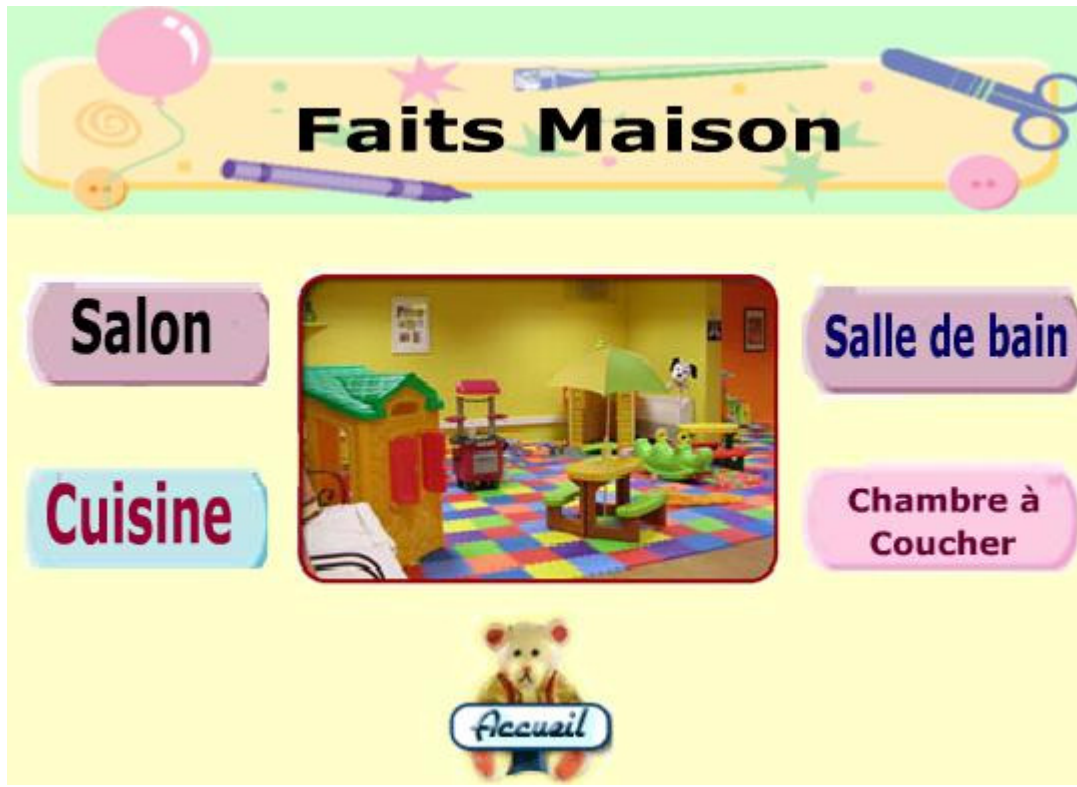 Faits Maison
Salon
Salle de bain
Cuisine
Chambre à
Coucher
Accueil